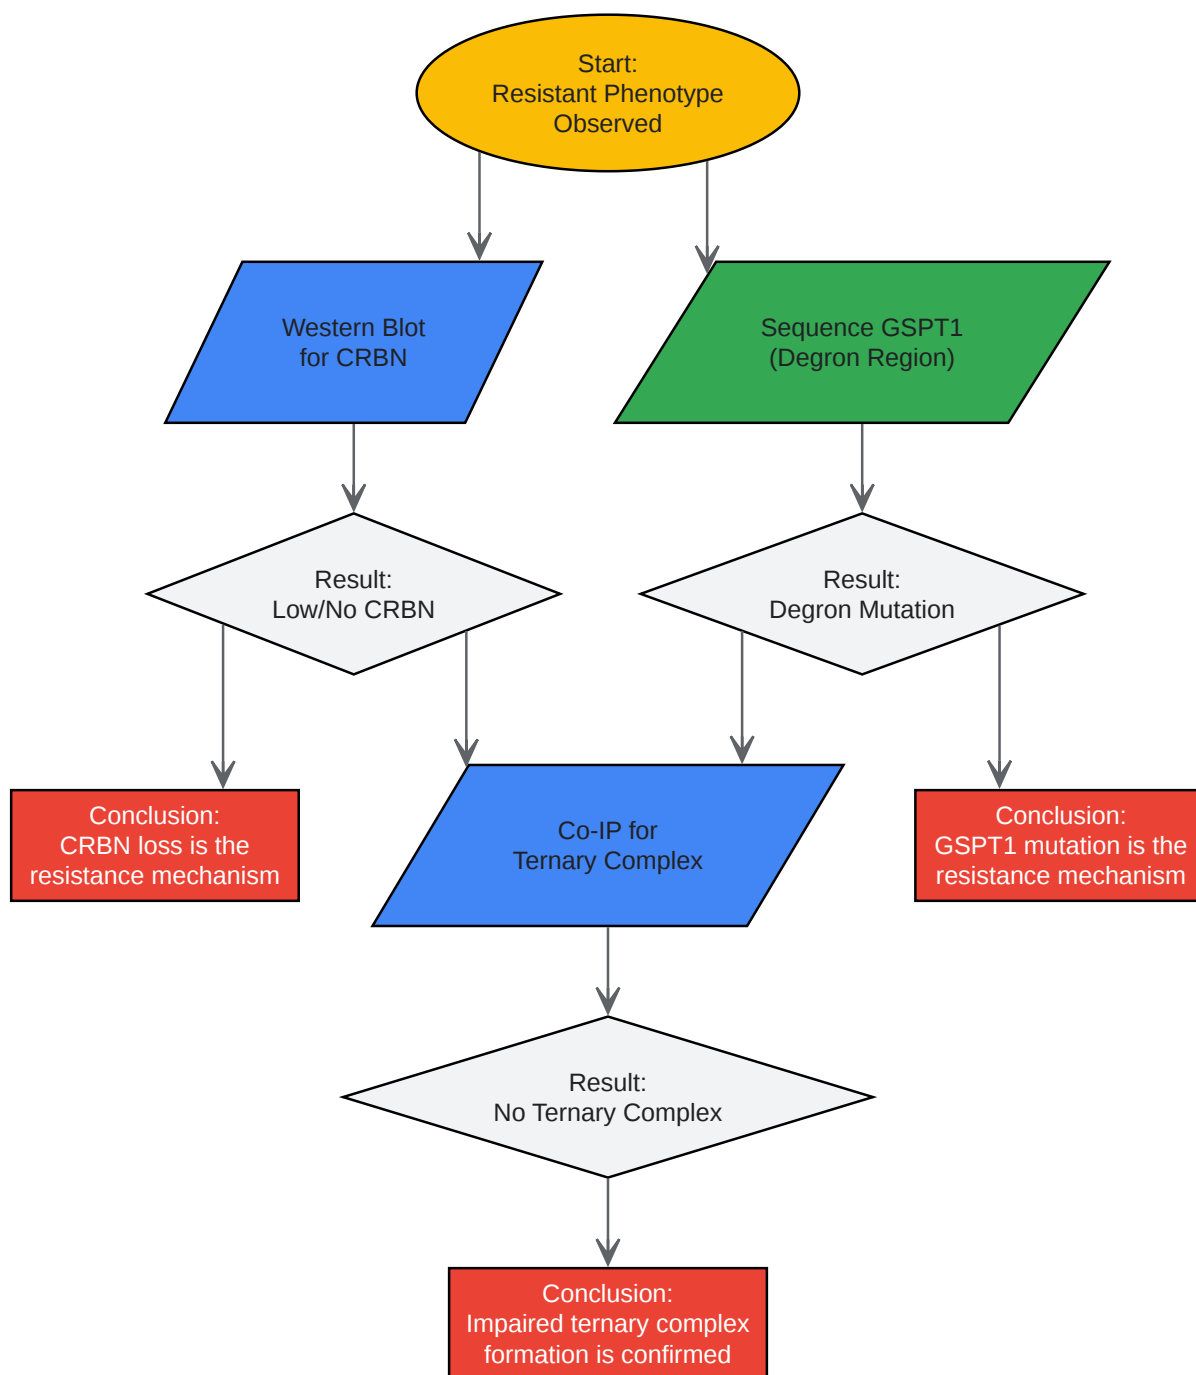 Start:
Resistant Phenotype
Observed
Western Blot
for CRBN
Sequence GSPT1
(Degron Region)
Result:
Low/No CRBN
Result:
Degron Mutation
Conclusion:
CRBN loss is the
resistance mechanism
Co-IP for
Ternary Complex
Conclusion:
GSPT1 mutation is the
resistance mechanism
Result:
No Ternary Complex
Conclusion:
Impaired ternary complex
formation is confirmed